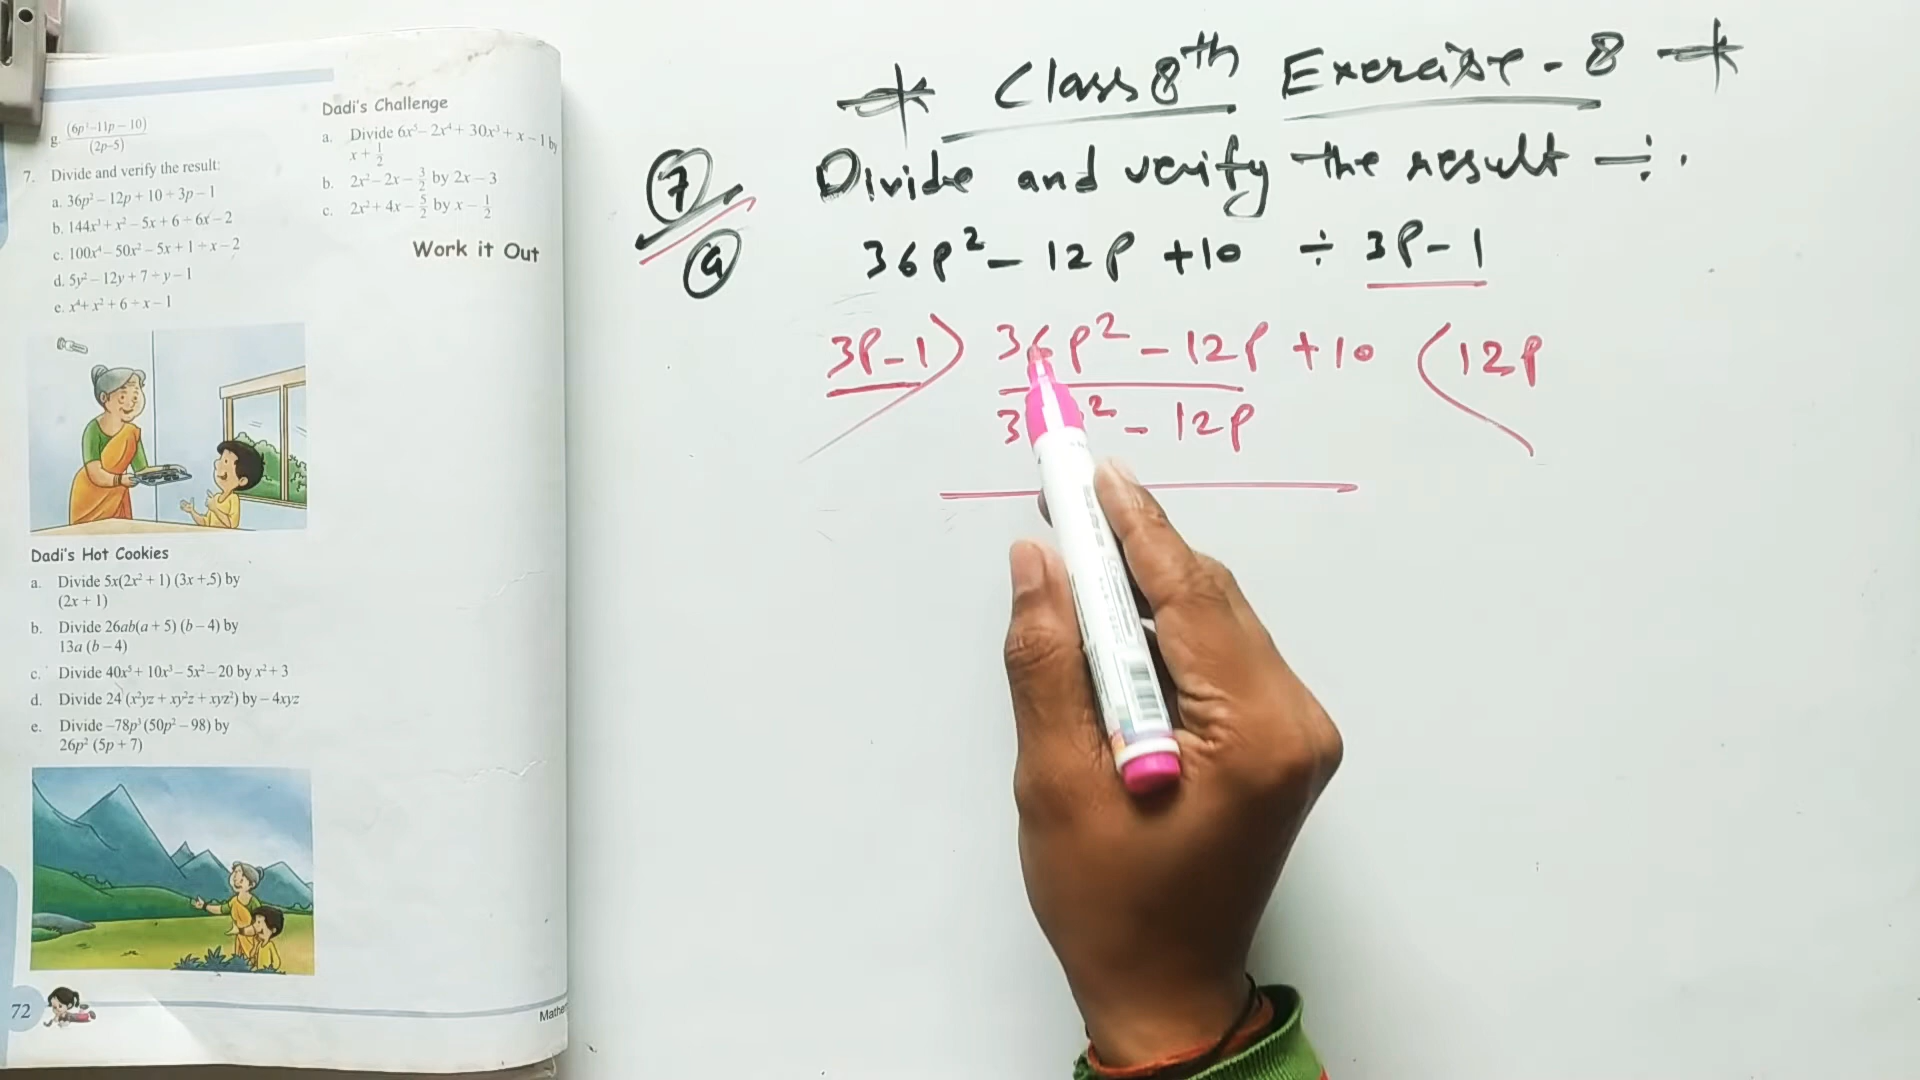 g. (6p²–11p – 10)
(2p–5)
7. Divide and verify the result:
a. 36p² – 12p + 10 ÷ 3p – 1
b. 144x³ + x² – 5x + 6 ÷ 6x – 2
c. 100x⁴ – 50x² – 5x + 1 ÷ x – 2
d. 5y² – 12y + 7 ÷ y – 1
e. x⁴ + x² + 6 ÷ x – 1
Dadi's Hot Cookies
a. Divide 5x(2x² + 1) (3x + 5) by
(2x + 1)
b. Divide 26ab(a + 5) (b – 4) by
13a (b – 4)
c. Divide 40x⁵ + 10x³ – 5x² – 20 by x² + 3
d. Divide 24 (x²yz + xy²z + xyz²) by – 4xyz
e. Divide –78p³ (50p² – 98) by
26p² (5p + 7)
72
Dadi's Challenge
a. Divide 6x⁵ – 2x⁴ + 30x³ + x – 1 by
x + 1/2
b. 2x² – 2x – 3/2 by 2x – 3
c. 2x² + 4x – 5/2 by x – 1/2
Work it Out
Class 8th Exercise - 8
7 Divide and verify the result ÷.
a 36p² – 12p + 10 ÷ 3p – 1
3p – 1 ) 36p² – 12p + 10 ( 12p
² – 12p